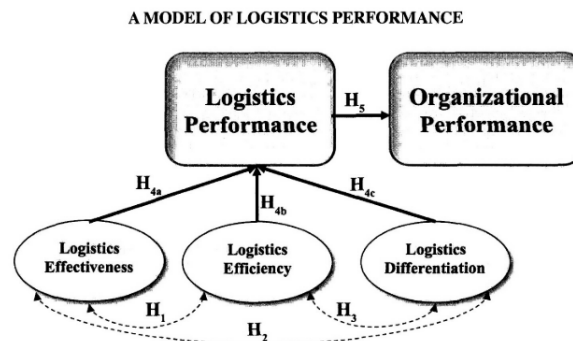 A MODEL OF LOGISTICS PERFORMANCE
Logistics
Performance
H5
Organizational
Performance
H4a
H4b
H4c
Logistics
Effectiveness
Logistics
Efficiency
Logistics
Differentiation
H1
H3
H2